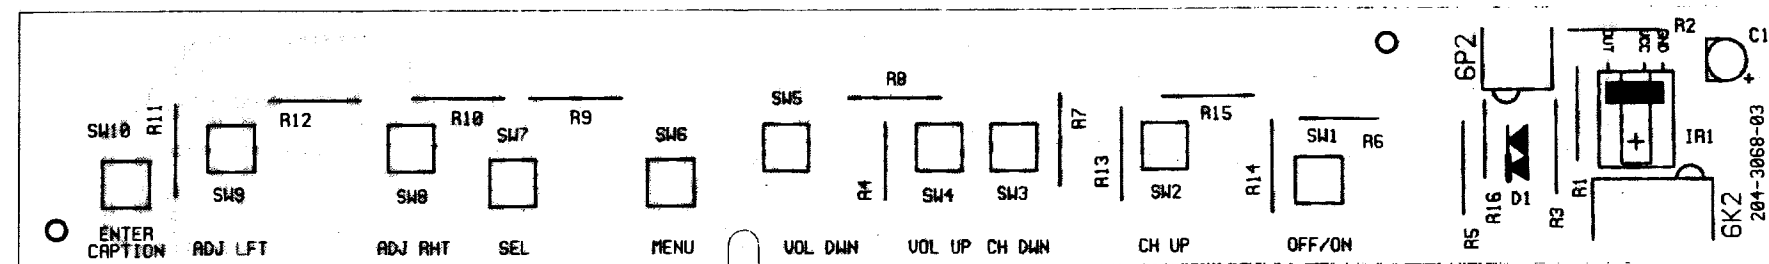 SW10
R11
SW9
R12
SW8
R10
SW7
R9
SW6
SW5
R8
R4
SW4
SW3
R7
R13
SW2
R15
R14
SW1
R6
6P2
R2
OUT
VCC
GND
C1
+
+
IR1
R5
R16
D1
R3
R1
6K2
204-3068-03
ENTER
CAPTION
ADJ LFT
ADJ RHT
SEL
MENU
VOL DWN
VOL UP
CH DWN
CH UP
OFF/ON